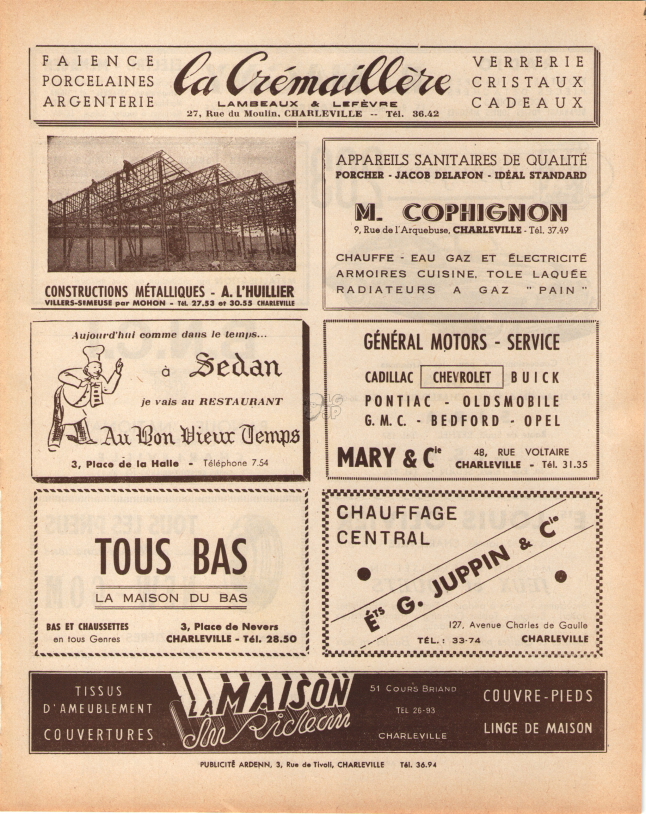 FAIENCE
PORCELAINES
ARGENTERIE
la Crémaillère
LAMBEAUX & LEFÈVRE
27, Rue du Moulin, CHARLEVILLE -- Tél. 36.42
VERRERIE
CRISTAUX
CADEAUX
CONSTRUCTIONS MÉTALLIQUES - A. L'HUILLIER
VILLERS-SEMEUSE par MOHON - Tél. 27.53 et 30.55 CHARLEVILLE
APPAREILS SANITAIRES DE QUALITÉ
PORCHER - JACOB DELAFON - IDÉAL STANDARD
M. COPHIGNON
9, Rue de l'Arquebuse, CHARLEVILLE - Tél. 37.49
CHAUFFE - EAU GAZ ET ÉLECTRICITÉ
ARMOIRES CUISINE, TOLE LAQUÉE
RADIATEURS A GAZ " PAIN "
Aujourd'hui comme dans le temps...
à Sedan
je vais au RESTAURANT
Au Bon Vieux Temps
3, Place de la Halle - Téléphone 7.54
GÉNÉRAL MOTORS - SERVICE
CADILLAC CHEVROLET BUICK
PONTIAC - OLDSMOBILE
G.M.C. - BEDFORD - OPEL
MARY & Cie
48, RUE VOLTAIRE
CHARLEVILLE - Tél. 31.35
TOUS BAS
LA MAISON DU BAS
BAS ET CHAUSSETTES
en tous Genres
3, Place de Nevers
CHARLEVILLE - Tél. 28.50
CHAUFFAGE
CENTRAL
Éts G. JUPPIN & Cie
127, Avenue Charles de Gaulle
TÉL.: 33-74 CHARLEVILLE
TISSUS
D'AMEUBLEMENT
COUVERTURES
LA MAISON
du Rideau
51 COURS BRIAND
TEL 26-93
CHARLEVILLE
COUVRE-PIEDS
LINGE DE MAISON
PUBLICITÉ ARDENN, 3, Rue de Tivoli, CHARLEVILLE Tél. 36.94